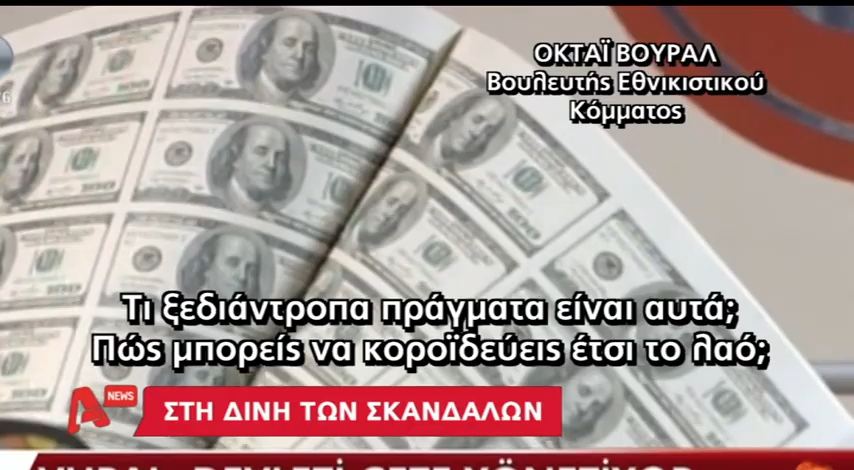 ΟΚΤΑΪ ΒΟΥΡΑΛ
Βουλευτής Εθνικιστικού
Κόμματος
Τι ξεδιάντροπα πράγματα είναι αυτά;
Πώς μπορείς να κοροϊδεύεις έτσι το λαό;
A NEWS
ΣΤΗ ΔΙΝΗ ΤΩΝ ΣΚΑΝΔΑΛΩΝ